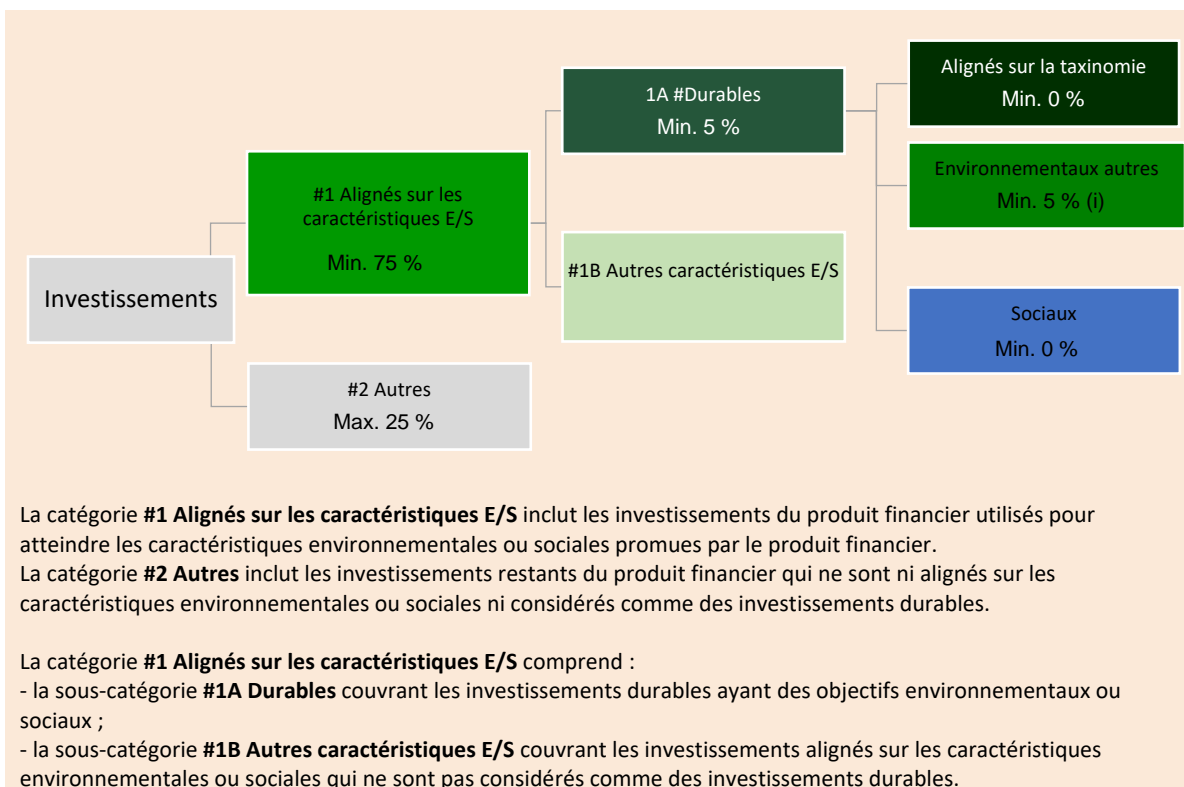 Investissements
#1 Alignés sur les
caractéristiques E/S
Min. 75 %
#2 Autres
Max. 25 %
1A #Durables
Min. 5 %
#1B Autres caractéristiques E/S
Alignés sur la taxinomie
Min. 0 %
Environnementaux autres
Min. 5 % (i)
Sociaux
Min. 0 %
La catégorie #1 Alignés sur les caractéristiques E/S inclut les investissements du produit financier utilisés pour
atteindre les caractéristiques environnementales ou sociales promues par le produit financier.
La catégorie #2 Autres inclut les investissements restants du produit financier qui ne sont ni alignés sur les
caractéristiques environnementales ou sociales ni considérés comme des investissements durables.
La catégorie #1 Alignés sur les caractéristiques E/S comprend :
- la sous-catégorie #1A Durables couvrant les investissements durables ayant des objectifs environnementaux ou
sociaux ;
- la sous-catégorie #1B Autres caractéristiques E/S couvrant les investissements alignés sur les caractéristiques
environnementales ou sociales qui ne sont pas considérés comme des investissements durables.